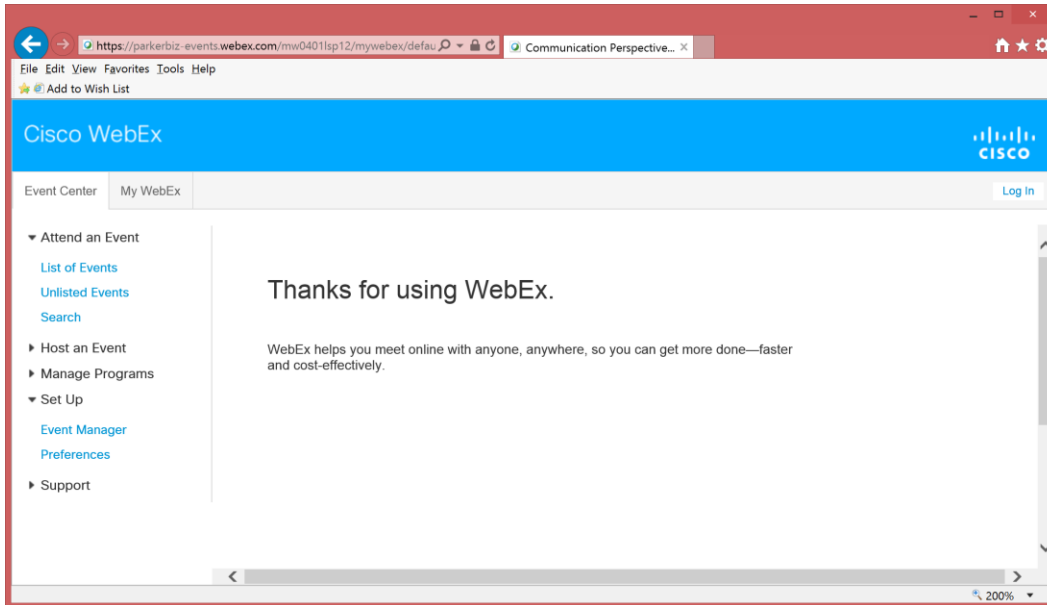 https://parkerbiz-events.webex.com/mw0401lsp12/mywebex/defau
Communication Perspective...
File Edit View Favorites Tools Help
Add to Wish List
Cisco WebEx
CISCO
Event Center
My WebEx
Log In
Attend an Event
List of Events
Unlisted Events
Search
Host an Event
Manage Programs
Set Up
Event Manager
Preferences
Support
Thanks for using WebEx.
WebEx helps you meet online with anyone, anywhere, so you can get more done—faster
and cost-effectively.
200%